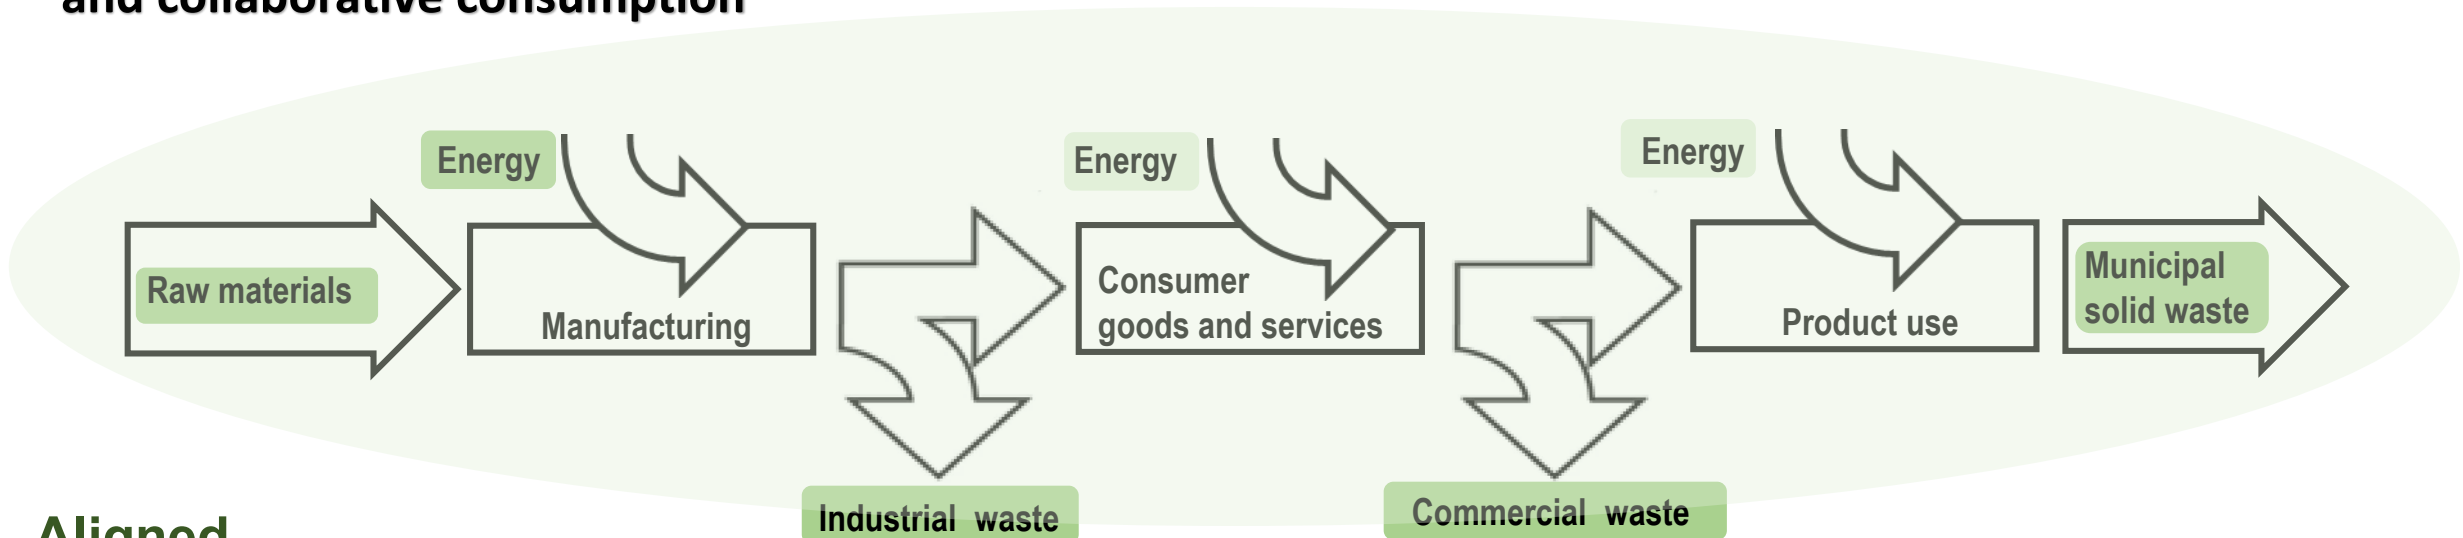 and collaborative consumption
Energy
Energy
Energy
Raw materials
Manufacturing
Consumer
goods and services
Product use
Municipal
solid waste
Industrial waste
Commercial waste
Aligned